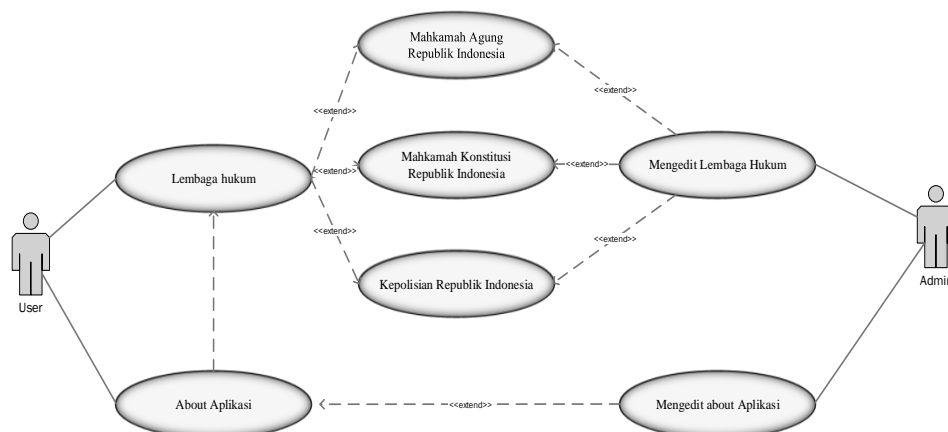 Mahkamah Agung
Republik Indonesia
<<extend>>
<<extend>>
Lembaga hukum
<<extend>>
Mahkamah Konstitusi
Republik Indonesia
<<extend>>
Mengedit Lembaga Hukum
<<extend>>
<<extend>>
Kepolisian Republik Indonesia
User
Admin
About Aplikasi
<<extend>>
Mengedit about Aplikasi